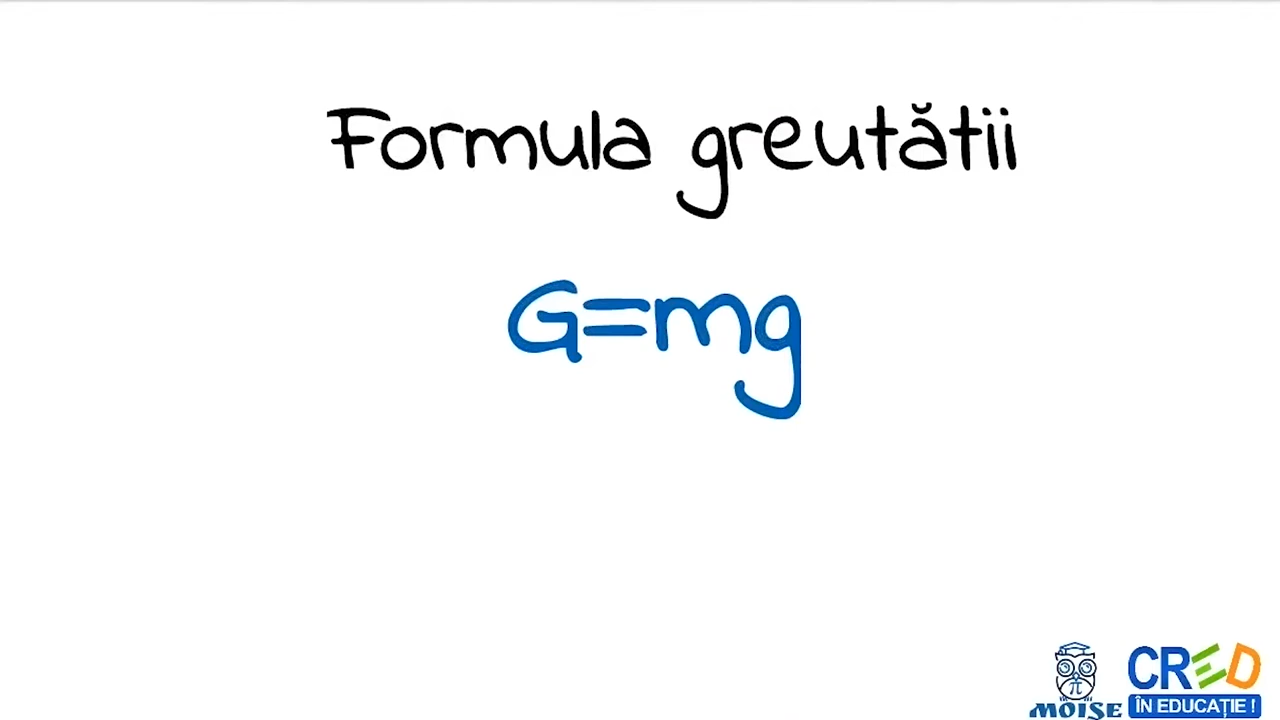 Formula greutătii
G=mg
π
MOISE
CRED
ÎN EDUCAȚIE !